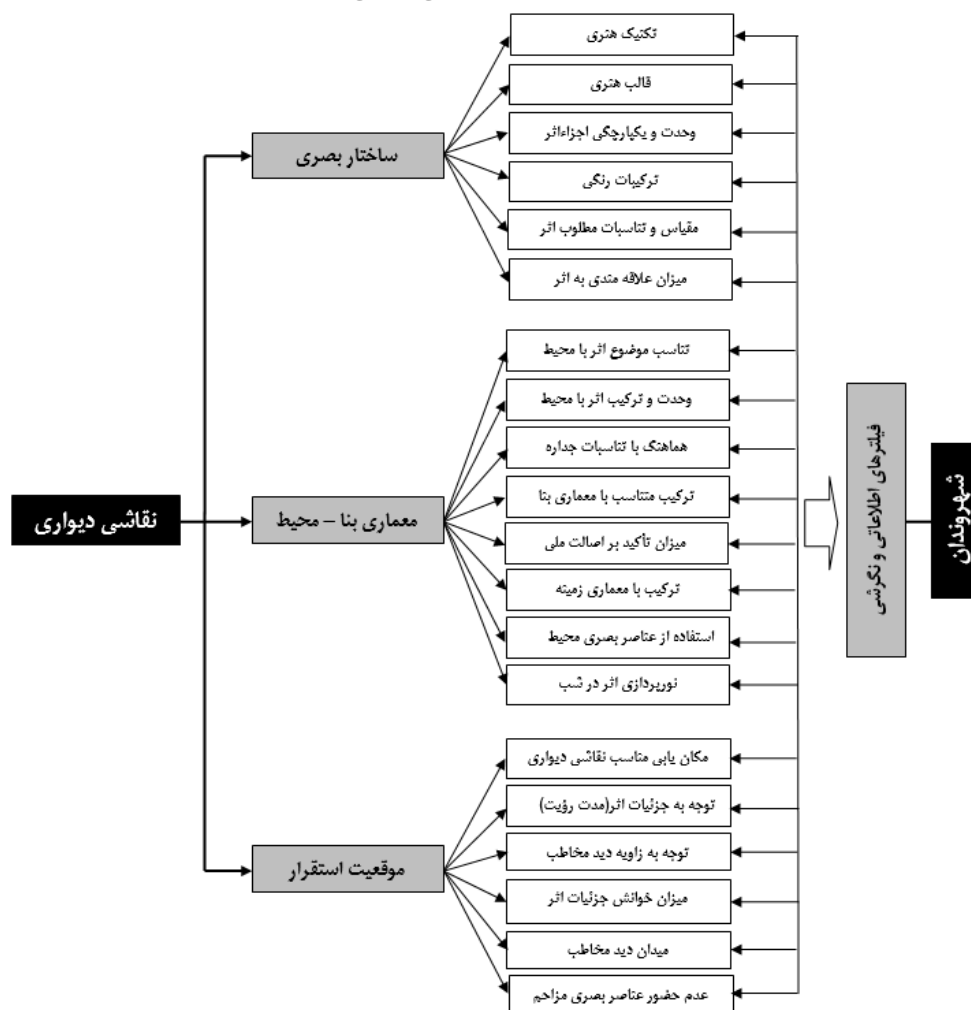 تکنیک هنری
قالب هنری
وحدت و یکپارچگی اجزاءاثر
ساختار بصری
ترکیبات رنگی
مقیاس و تناسبات مطلوب اثر
میزان علاقه مندی به اثر
تناسب موضوع اثر با محیط
وحدت و ترکیب اثر با محیط
هماهنگ با تناسبات جداره
ترکیب متناسب با معماری بنا
شهروندان
فیلترهای اطلاعاتی و نگرشی
معماری بنا – محیط
نقاشی دیواری
میزان تأکید بر اصالت ملی
ترکیب با معماری زمینه
استفاده از عناصر بصری محیط
نورپردازی اثر در شب
مکان یابی مناسب نقاشی دیواری
توجه به جزئیات اثر(مدت رؤیت)
توجه به زاویه دید مخاطب
موقعیت استقرار
میزان خوانش جزئیات اثر
میدان دید مخاطب
عدم حضور عناصر بصری مزاحم